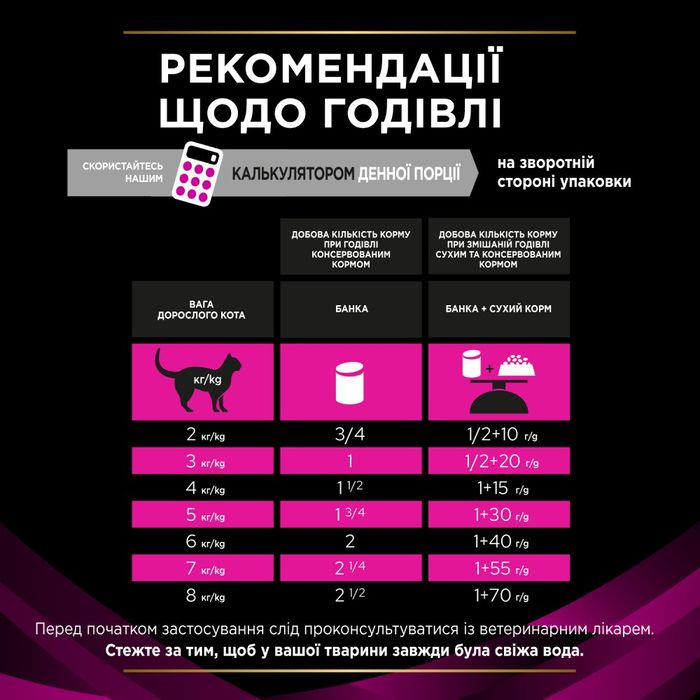 РЕКОМЕНДАЦІЇ
ЩОДО ГОДІВЛІ
СКОРИСТАЙТЕСЬ
НАШИМ
КАЛЬКУЛЯТОРОМ ДЕННОЇ ПОРЦІЇ
на зворотній
стороні упаковки
ДОБОВА КІЛЬКІСТЬ КОРМУ
ПРИ ГОДІВЛІ
КОНСЕРВОВАНИМ
КОРМОМ
ДОБОВА КІЛЬКІСТЬ КОРМУ
ПРИ ЗМІШАНІЙ ГОДІВЛІ
СУХИМ ТА КОНСЕРВОВАНИМ
КОРМОМ
ВАГА
ДОРОСЛОГО КОТА
БАНКА
БАНКА + СУХИЙ КОРМ
кг/kg
+
2 кг/kg 3/4 1/2+10 г/g
3 кг/kg 1 1/2+20 г/g
4 кг/kg 1 1/2 1+15 г/g
5 кг/kg 1 3/4 1+30 г/g
6 кг/kg 2 1+40 г/g
7 кг/kg 2 1/4 1+55 г/g
8 кг/kg 2 1/2 1+70 г/g
Перед початком застосування слід проконсультуватися із ветеринарним лікарем.
Стежте за тим, щоб у вашої тварини завжди була свіжа вода.